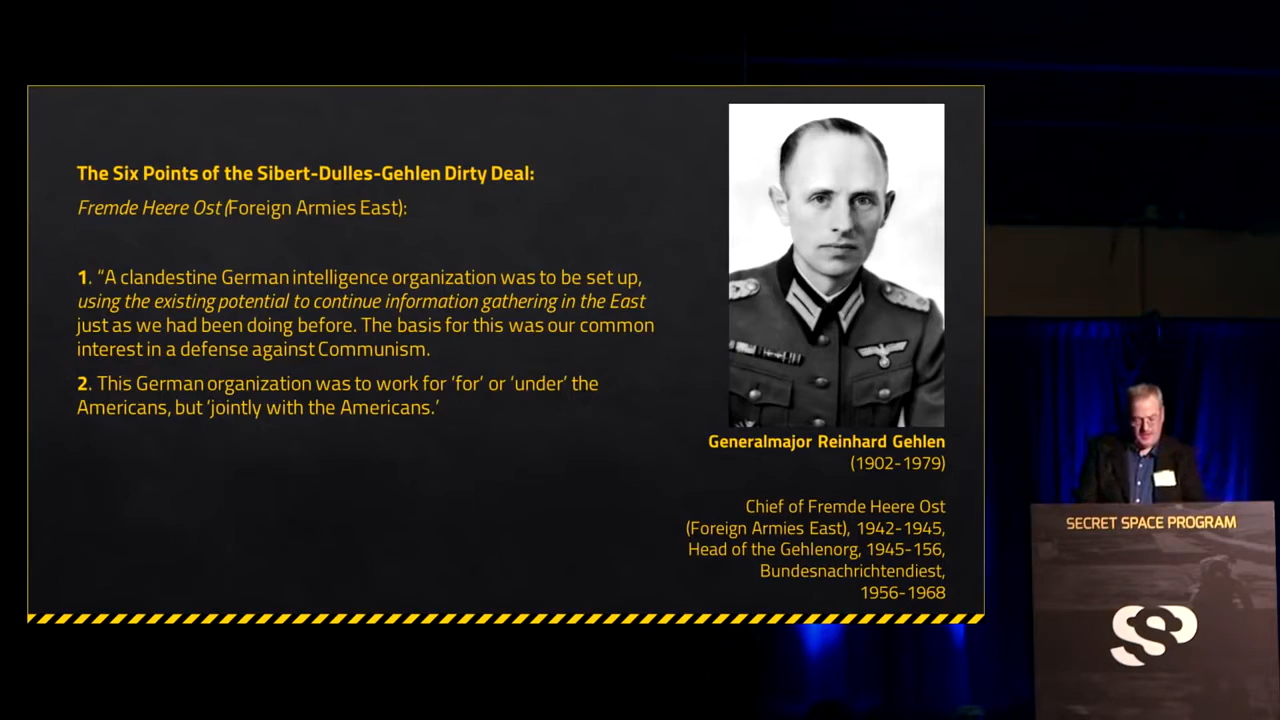 The Six Points of the Sibert-Dulles-Gehlen Dirty Deal:
Fremde Heere Ost (Foreign Armies East):
1. “A clandestine German intelligence organization was to be set up,
using the existing potential to continue information gathering in the East
just as we had been doing before. The basis for this was our common
interest in a defense against Communism.
2. This German organization was to work for ‘for’ or ‘under’ the
Americans, but ‘jointly with the Americans.’
Generalmajor Reinhard Gehlen
(1902-1979)
Chief of Fremde Heere Ost
(Foreign Armies East), 1942-1945,
Head of the Gehlenorg, 1945-156,
Bundesnachrichtendiest,
1956-1968
SECRET SPACE PROGRAM
SSP